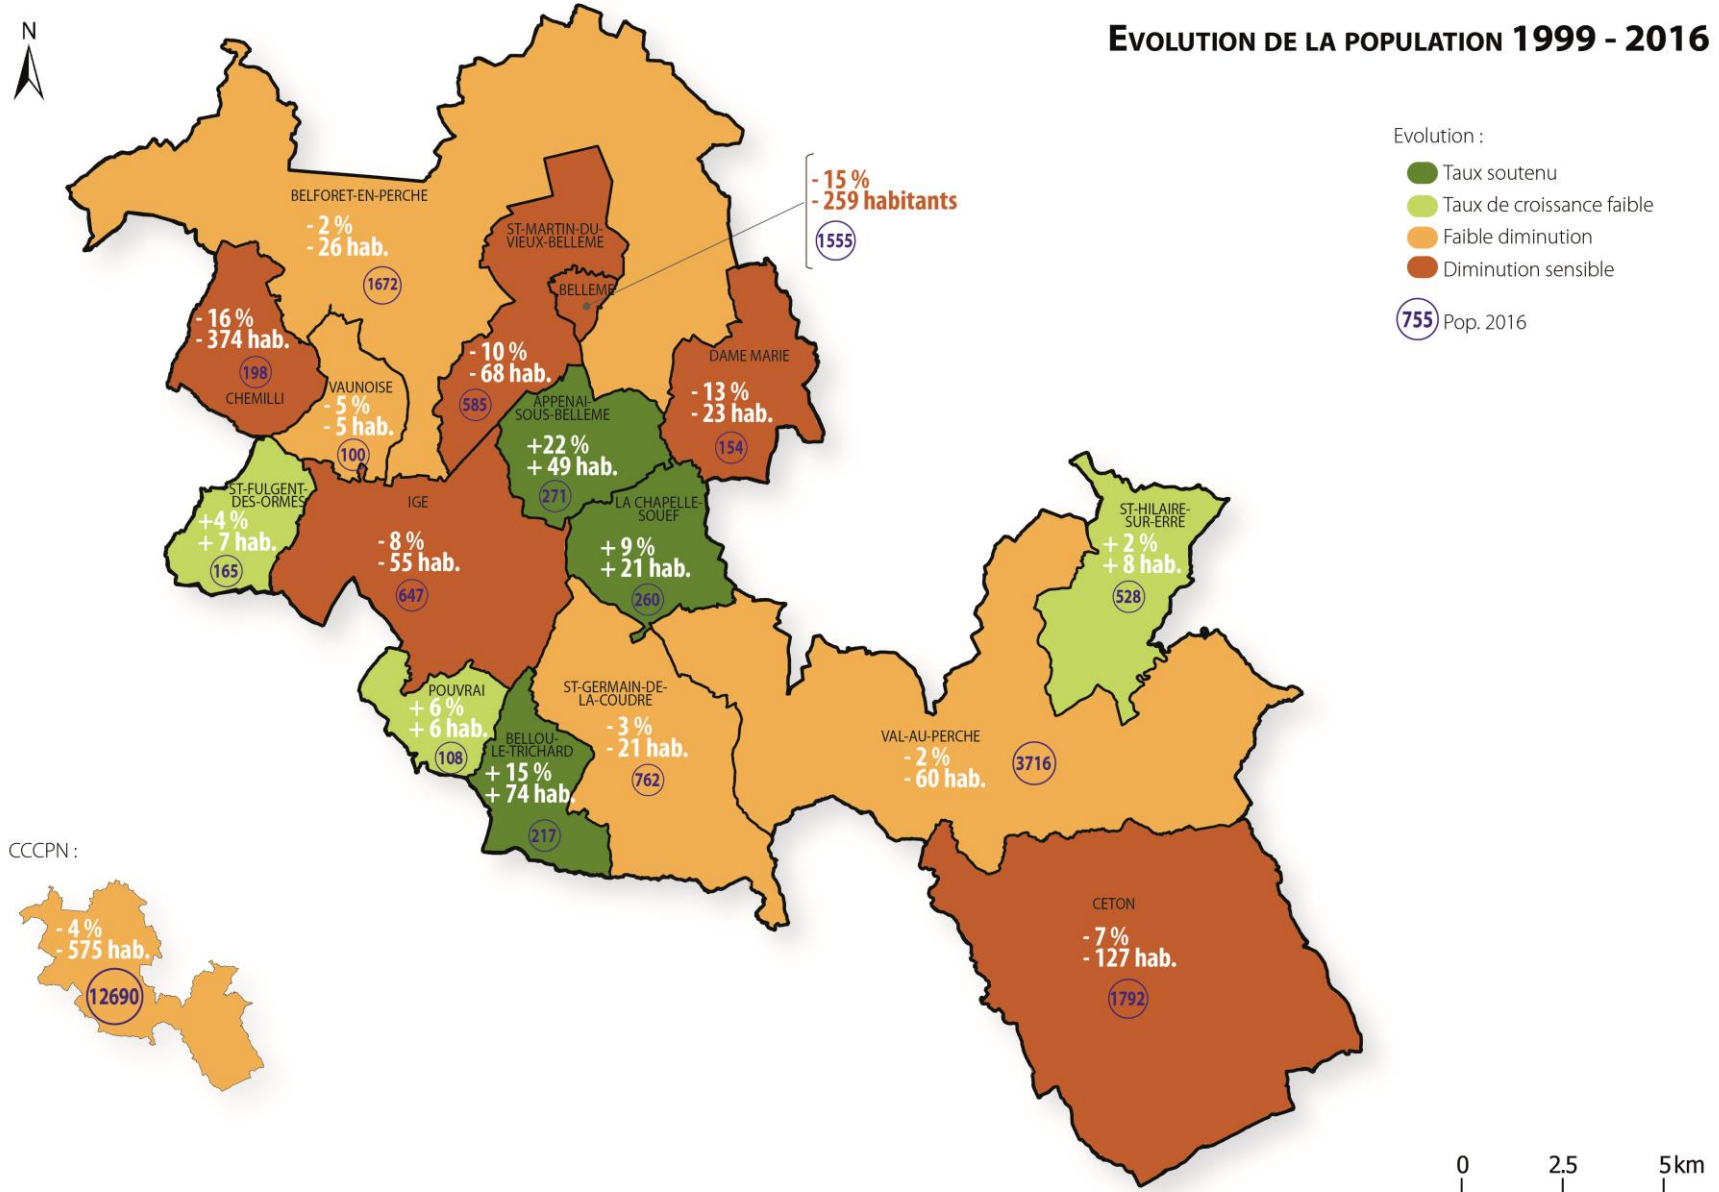 N
EVOLUTION DE LA POPULATION 1999 - 2016
Evolution :
Taux soutenu
Taux de croissance faible
Faible diminution
Diminution sensible
755 Pop. 2016
BELFORET-EN-PERCHE
- 2 %
- 26 hab.
1672
ST-MARTIN-DU-
VIEUX-BELLEME
- 10 %
- 68 hab.
585
- 15 %
- 259 habitants
1555
BELLEME
- 16 %
- 374 hab.
198
CHEMILLI
VAUNOISE
- 5 %
- 5 hab.
100
DAME MARIE
- 13 %
- 23 hab.
154
APPENAI-
SOUS-BELLEME
+22 %
+ 49 hab.
271
ST-FULGENT-
DES-ORMES
+4 %
+ 7 hab.
165
IGE
- 8 %
- 55 hab.
647
LA CHAPELLE-
SOUEF
+ 9 %
+ 21 hab.
260
ST-HILAIRE-
SUR-ERRE
+ 2 %
+ 8 hab.
528
POUVRAI
+ 6 %
+ 6 hab.
108
BELLOU-
LE-TRICHARD
+ 15 %
+ 74 hab.
217
ST-GERMAIN-DE-
LA-COUDRE
- 3 %
- 21 hab.
762
VAL-AU-PERCHE
- 2 %
- 60 hab.
3716
CETON
- 7 %
- 127 hab.
1792
CCCPN :
- 4 %
- 575 hab.
12690
0 2.5 5 km